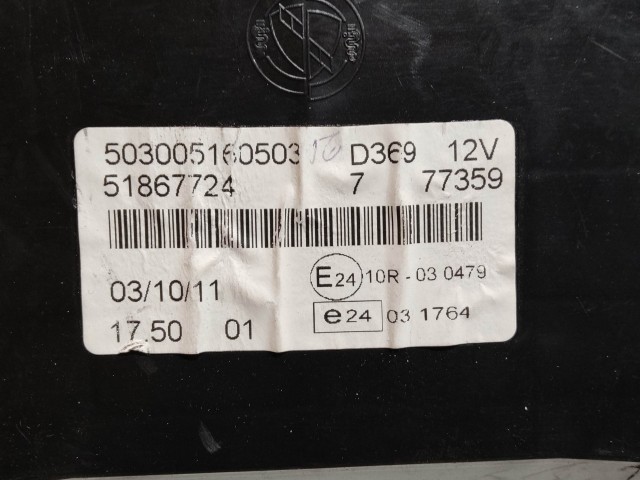 503005160503 D369 12V
51867724 7 77359
03/10/11
E24 10R - 03 0479
17.50 01
e24 03 1764